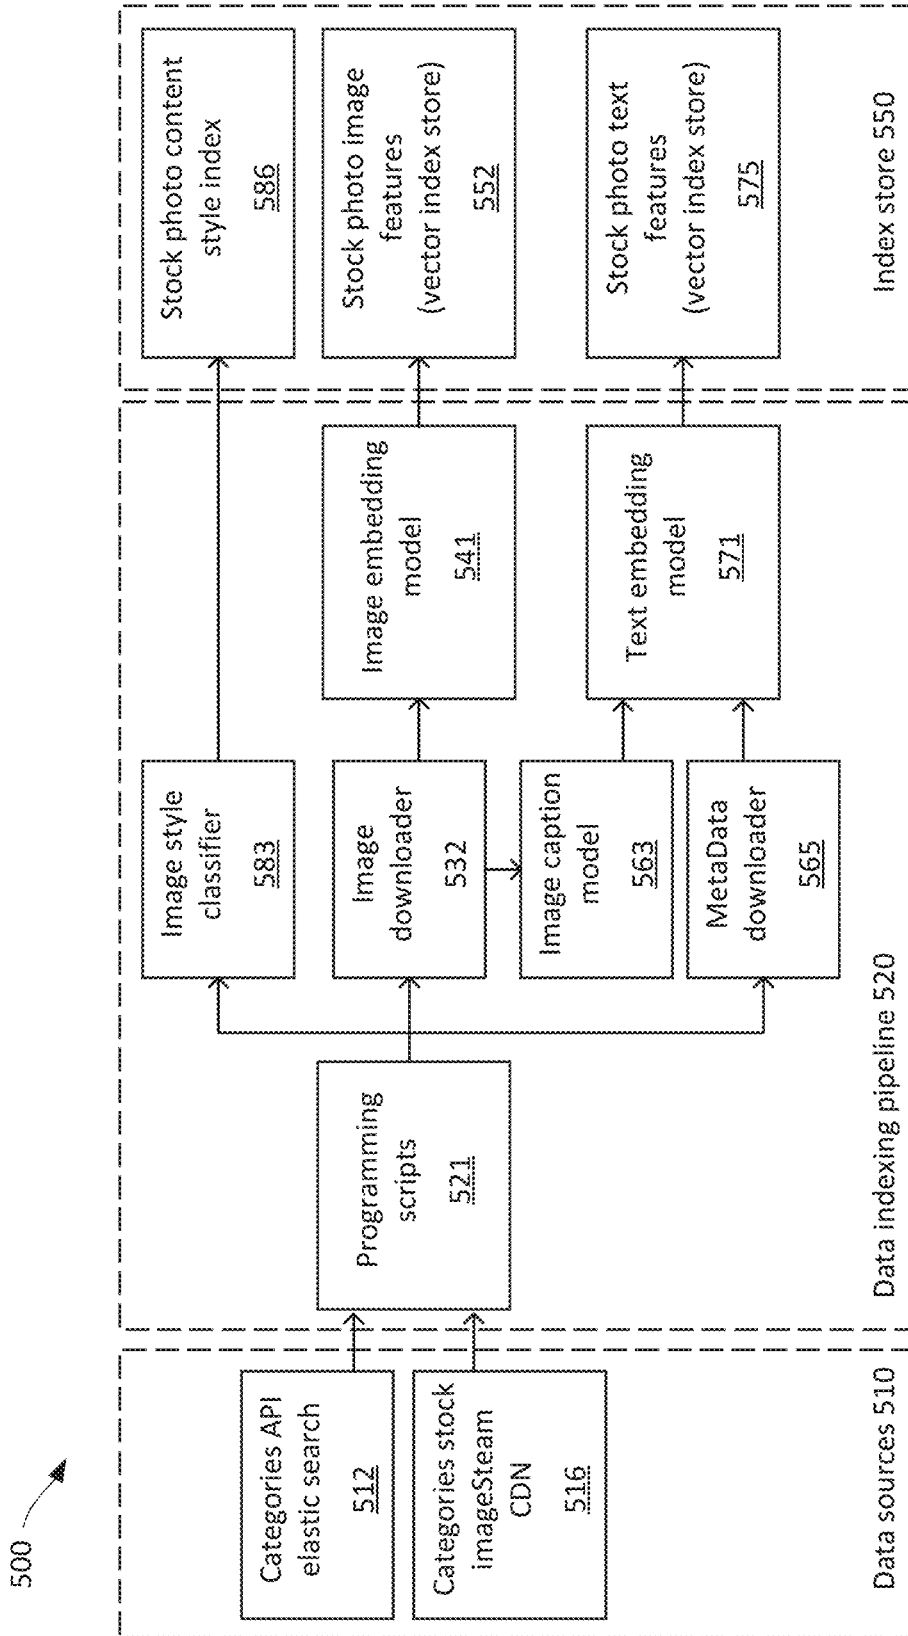 500
Categories API
elastic search
512
Categories stock
imageSteam
CDN
516
Data sources 510
Programming
scripts
521
Image style
classifier
583
Image
downloader
532
Image caption
model
563
MetaData
downloader
565
Image embedding
model
541
Text embedding
model
571
Data indexing pipeline 520
Stock photo content
style index
586
Stock photo image
features
(vector index store)
552
Stock photo text
features
(vector index store)
575
Index store 550